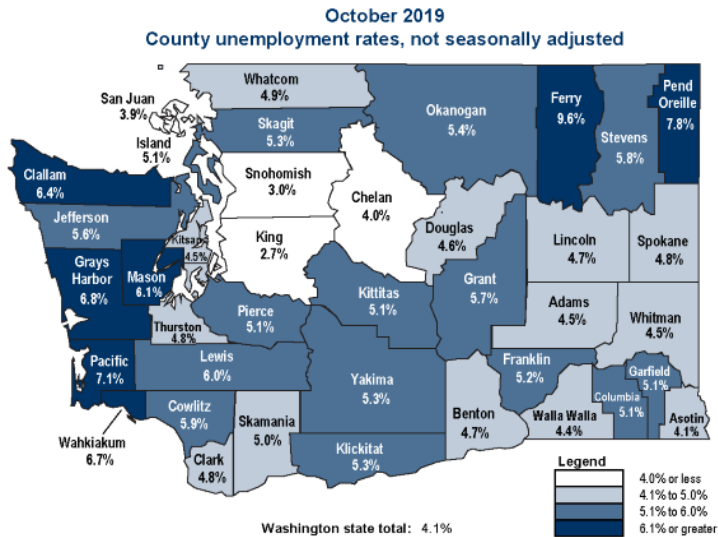 October 2019
County unemployment rates, not seasonally adjusted
Whatcom
4.9%
San Juan
3.9%
Skagit
5.3%
Island
5.1%
Okanogan
5.4%
Ferry
9.6%
Stevens
5.8%
Pend
Oreille
7.8%
Clallam
6.4%
Snohomish
3.0%
Chelan
4.0%
Jefferson
5.6%
Kitsap
4.5%
King
2.7%
Douglas
4.6%
Lincoln
4.7%
Spokane
4.8%
Grays
Harbor
6.8%
Mason
6.1%
Kittitas
5.1%
Grant
5.7%
Pierce
5.1%
Adams
4.5%
Whitman
4.5%
Thurston
4.8%
Pacific
7.1%
Lewis
6.0%
Yakima
5.3%
Franklin
5.2%
Garfield
5.1%
Columbia
5.1%
Cowlitz
5.9%
Skamania
5.0%
Benton
4.7%
Walla Walla
4.4%
Asotin
4.1%
Wahkiakum
6.7%
Clark
4.8%
Klickitat
5.3%
Legend
4.0% or less
4.1% to 5.0%
5.1% to 6.0%
6.1% or greater
Washington state total: 4.1%